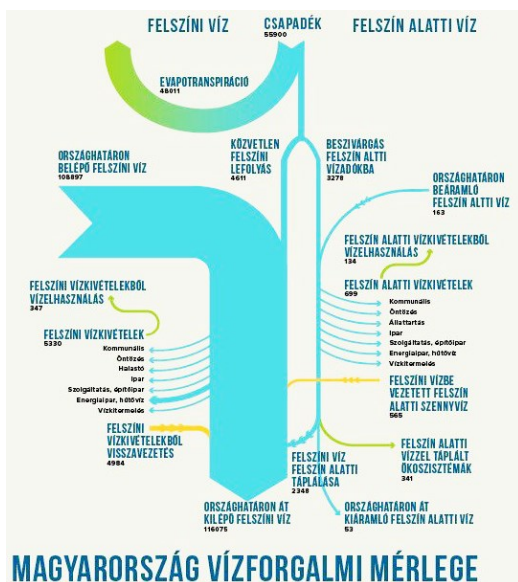 FELSZÍNI VÍZ
CSAPADÉK
55900
FELSZÍN ALATTI VÍZ
EVAPOTRANSPIRÁCIÓ
48011
KÖZVETLEN
FELSZÍNI
LEFOLYÁS
4611
BESZIVÁRGÁS
FELSZÍN ALTTI
VÍZADÓKBA
3278
ORSZÁGHATÁRON
BELÉPŐ FELSZÍNI VÍZ
108897
ORSZÁGHATÁRON
BEÁRAMLÓ
FELSZÍN ALTTI VÍZ
163
FELSZÍN ALATTI VÍZKIVÉTELEKBŐL
VÍZELHASZNÁLÁS
134
FELSZÍN ALATTI VÍZKIVÉTELEK
699
Kommunális
Öntözés
Állattartás
Ipar
Szolgáltatás, építőipar
Energiaipar, hűtővíz
Vízkitermelés
FELSZÍNI VÍZKIVÉTELEKBŐL
VÍZELHASZNÁLÁS
347
FELSZÍNI VÍZKIVÉTELEK
5330
Kommunális
Öntözés
Halastó
Ipar
Szolgáltatás, építőipar
Energiaipar, hűtővíz
Vízkitermelés
FELSZÍNI
VÍZKIVÉTELEKBŐL
VISSZAVEZETÉS
4984
FELSZÍNI VÍZBE
VEZETETT FELSZÍN
ALATTI SZENNYVÍZ
565
FELSZÍNI VÍZ
FELSZÍN ALATTI
TÁPLÁLÁSA
2348
FELSZÍN ALATTI
VÍZZEL TÁPLÁLT
ÖKOSZISZTÉMÁK
341
ORSZÁGHATÁRON ÁT
KILÉPŐ FELSZÍNI VÍZ
116075
ORSZÁGHATÁRON ÁT
KIÁRAMLÓ FELSZÍN ALATTI VÍZ
53
MAGYARORSZÁG VÍZFORGALMI MÉRLEGE